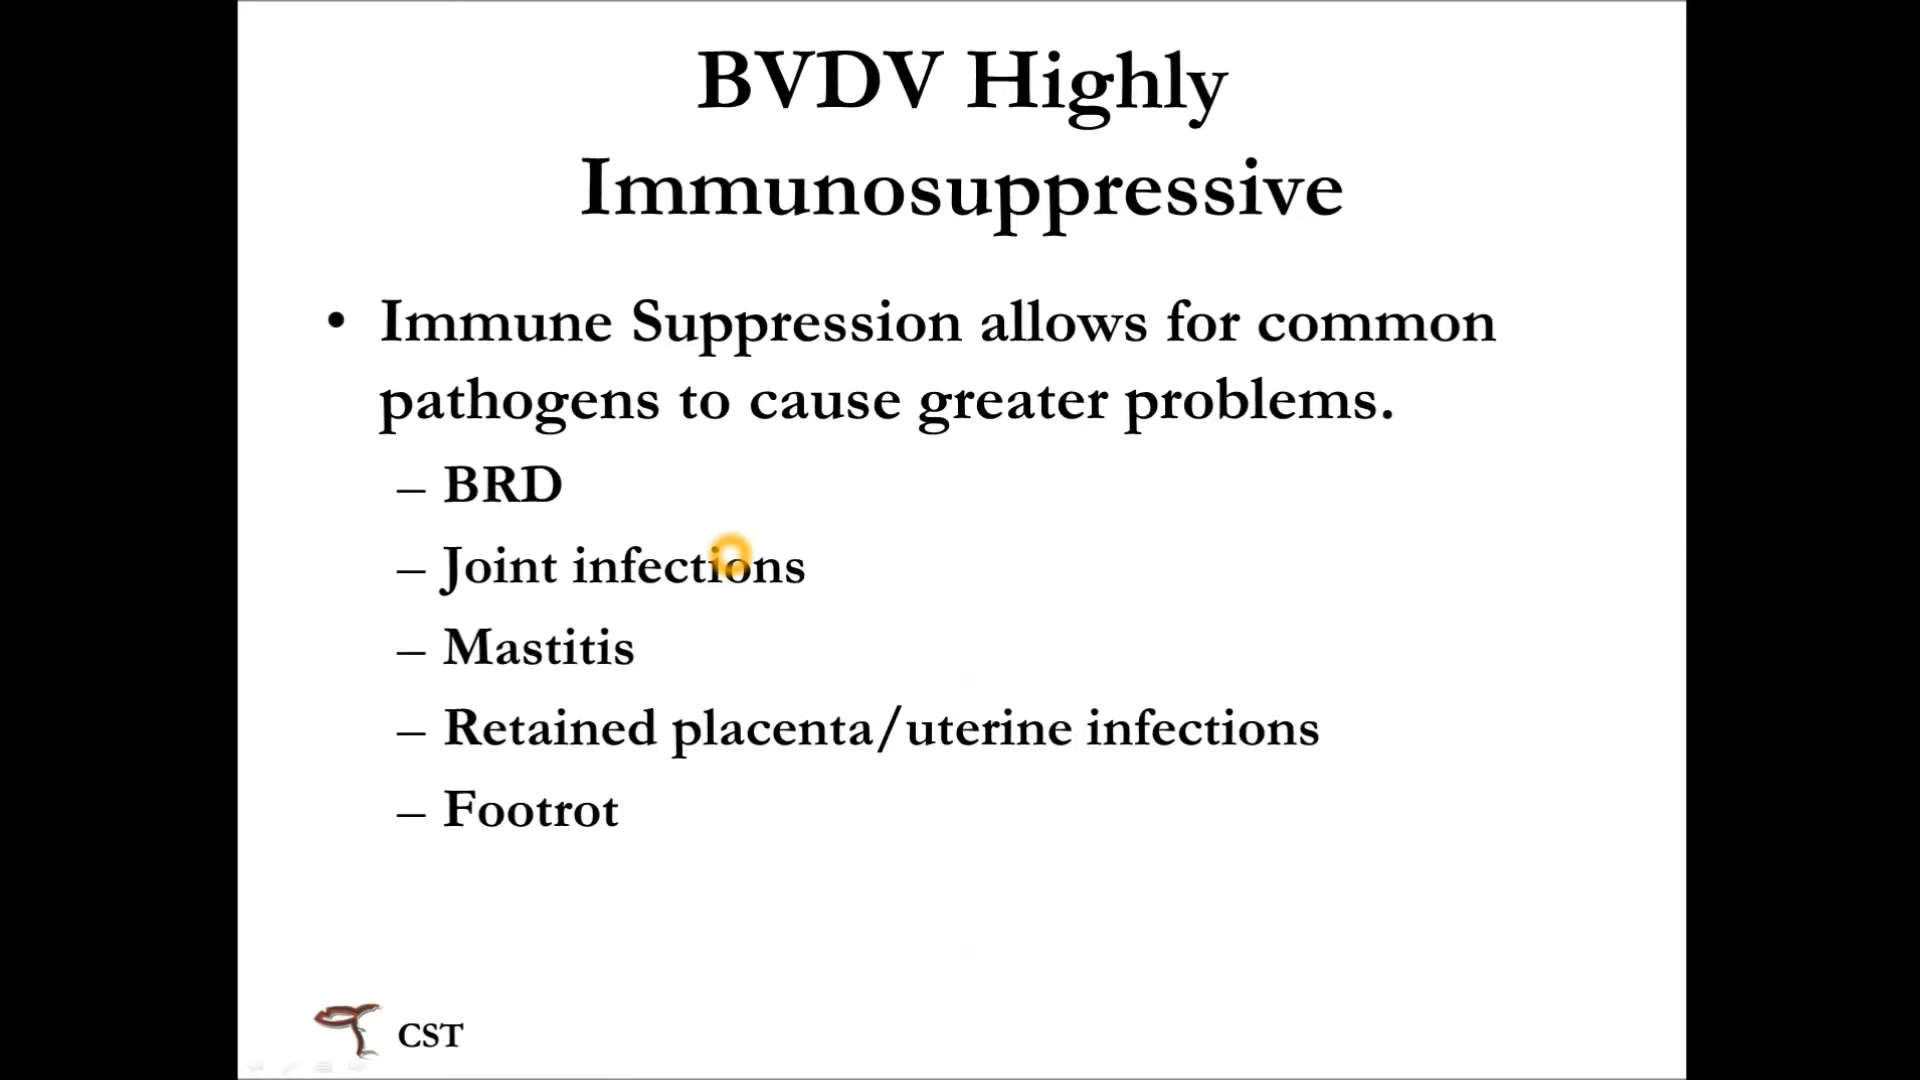 BVDV Highly
Immunosuppressive
• Immune Suppression allows for common
pathogens to cause greater problems.
– BRD
– Joint infections
– Mastitis
– Retained placenta/uterine infections
– Footrot
CST